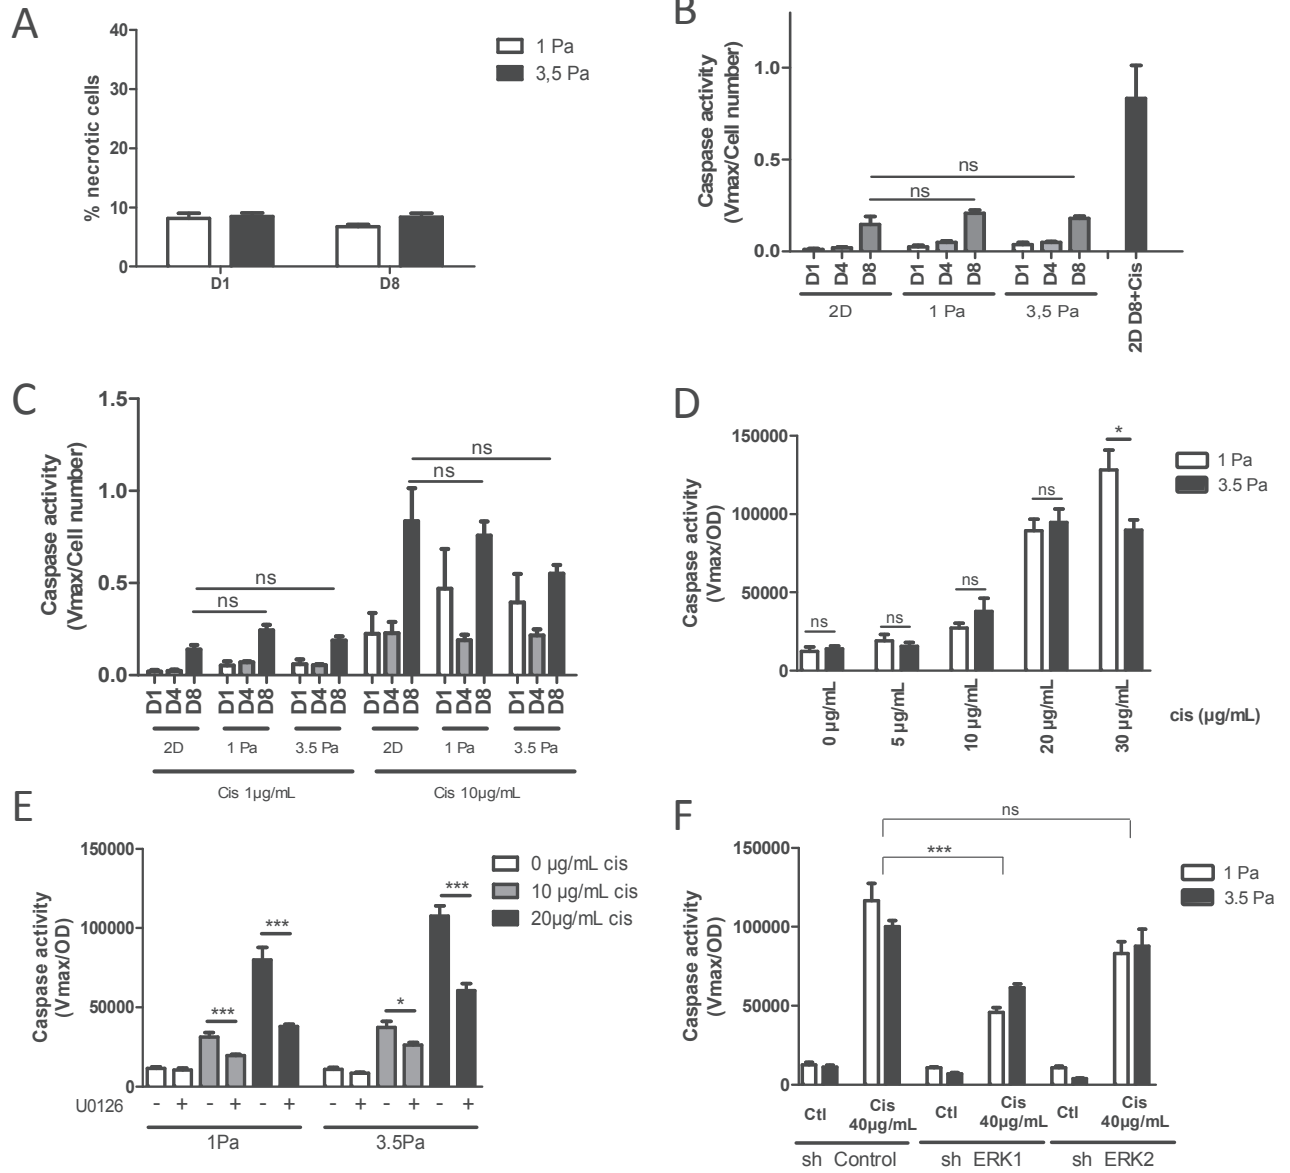 A
% necrotic cells
40
30
20
10
0
D1
D8
1 Pa
3,5 Pa
B
Caspase activity
(Vmax/Cell number)
1.0
0.5
0.0
ns
ns
D1
D4
D8
D1
D4
D8
D1
D4
D8
2D D8+Cis
2D
1 Pa
3,5 Pa
C
Caspase activity
(Vmax/Cell number)
1.5
1.0
0.5
0.0
ns
ns
ns
ns
D1
D4
D8
D1
D4
D8
D1
D4
D8
D1
D4
D8
D1
D4
D8
D1
D4
D8
2D
1 Pa
3.5 Pa
2D
1 Pa
3.5 Pa
Cis 1µg/mL
Cis 10µg/mL
D
Caspase activity
(Vmax/OD)
150000
100000
50000
0
ns
ns
ns
ns
*
1 Pa
3.5 Pa
0 µg/mL
5 µg/mL
10 µg/mL
20 µg/mL
30 µg/mL
cis (µg/mL)
E
Caspase activity
(Vmax/OD)
150000
100000
50000
0
***
***
*
***
0 µg/mL cis
10 µg/mL cis
20µg/mL cis
U0126 - + - + - + - + - + - +
1Pa
3.5Pa
F
Caspase activity
(Vmax/OD)
150000
100000
50000
0
ns
***
1 Pa
3.5 Pa
Ctl
Cis
40µg/mL
Ctl
Cis
40µg/mL
Ctl
Cis
40µg/mL
sh Control
sh ERK1
sh ERK2